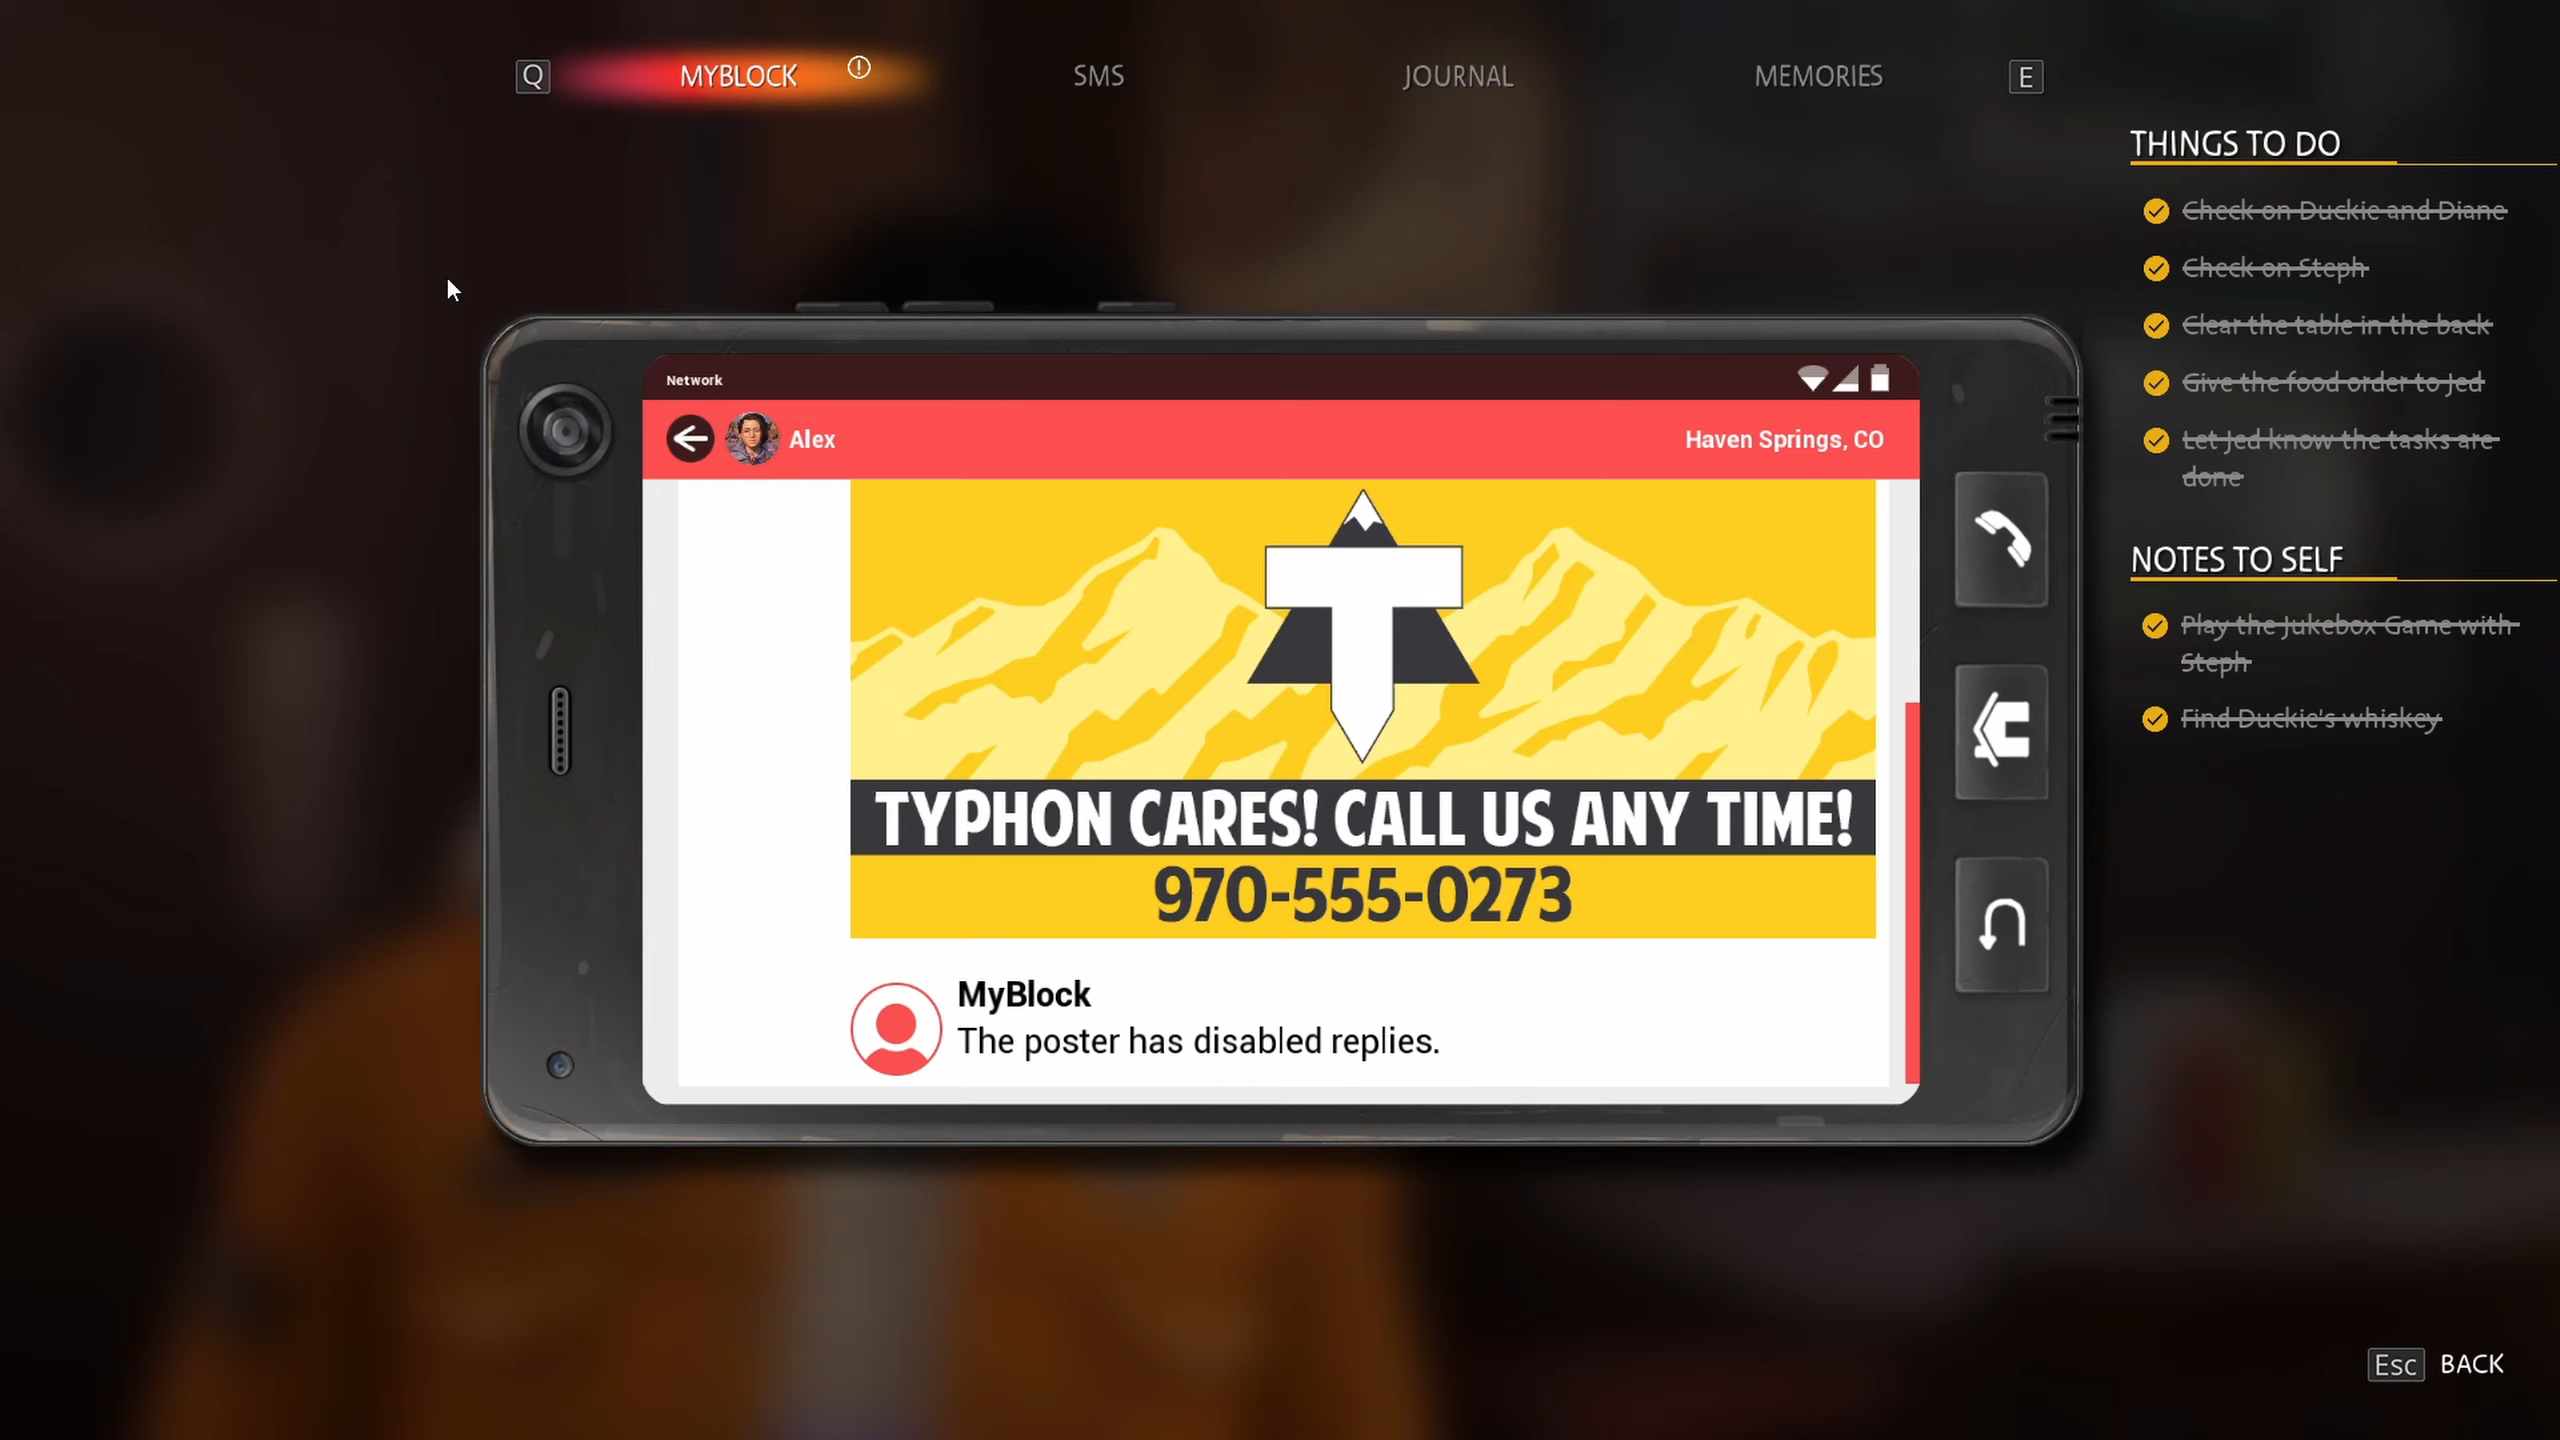 Q
MYBLOCK
SMS
JOURNAL
MEMORIES
E
THINGS TO DO
Check on Duckie and Diane
Check on Steph
Clear the table in the back
Give the food order to Jed
Let Jed know the tasks are
done
NOTES TO SELF
Play the Jukebox Game with
Steph
Find Duckie's whiskey
Network
Alex
Haven Springs, CO
T
TYPHON CARES! CALL US ANY TIME!
970-555-0273
MyBlock
The poster has disabled replies.
Esc BACK